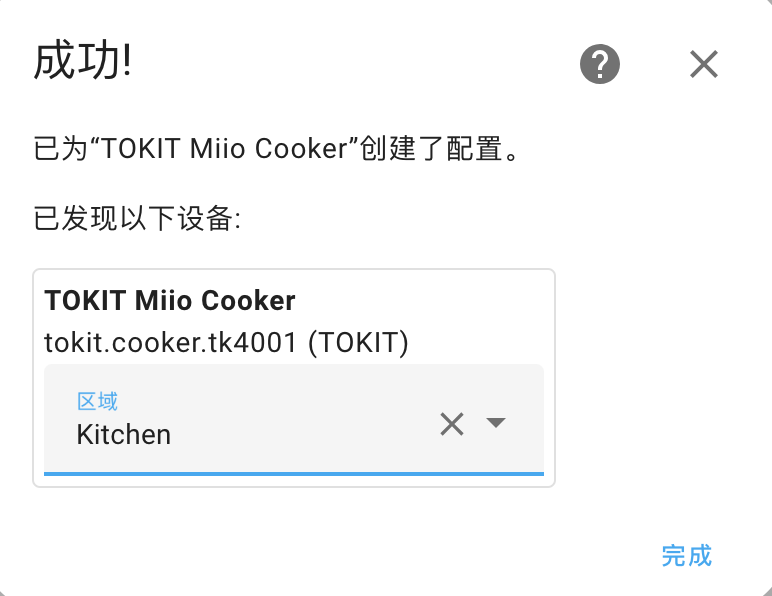 成功!
已为“TOKIT Miio Cooker”创建了配置。
已发现以下设备:
TOKIT Miio Cooker
tokit.cooker.tk4001 (TOKIT)
区域
Kitchen
完成